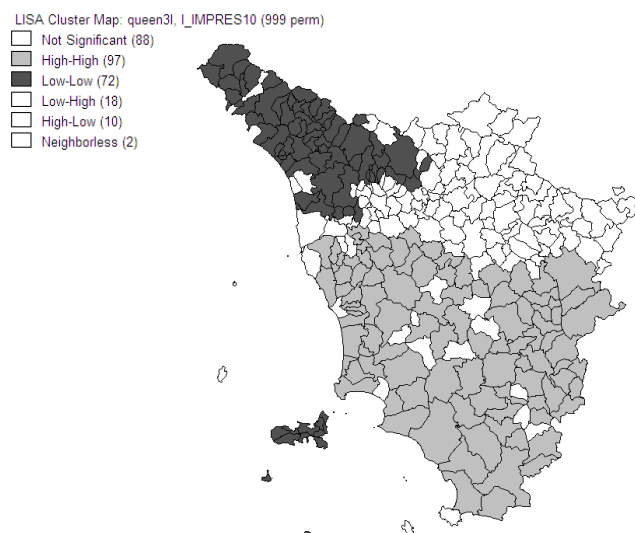 LISA Cluster Map: queen3l, I_IMPRES10 (999 perm)
Not Significant (88)
High-High (97)
Low-Low (72)
Low-High (18)
High-Low (10)
Neighborless (2)